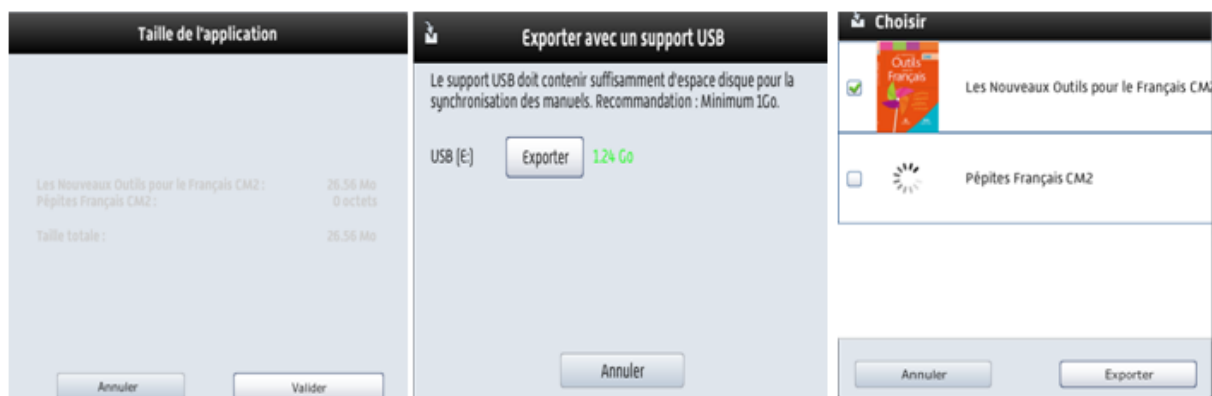 Taille de l'application
Les Nouveaux Outils pour le Français CM2 : 26.56 Mo
Pépites Français CM2 : 0 octets
Taille totale : 26.56 Mo
Annuler Valider
Exporter avec un support USB
Le support USB doit contenir suffisamment d'espace disque pour la
synchronisation des manuels. Recommandation : Minimum 1Go.
USB (E:) Exporter 1.24 Go
Annuler
Choisir
Outils
Français
Les Nouveaux Outils pour le Français CM2
Pépites Français CM2
Annuler Exporter